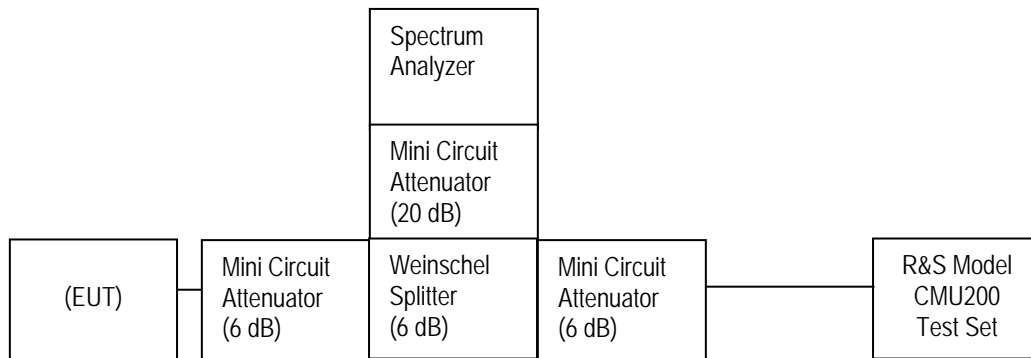 Spectrum
Analyzer
Mini Circuit
Attenuator
(20 dB)
(EUT)
Mini Circuit
Attenuator
(6 dB)
Weinschel
Splitter
(6 dB)
Mini Circuit
Attenuator
(6 dB)
R&S Model
CMU200
Test Set